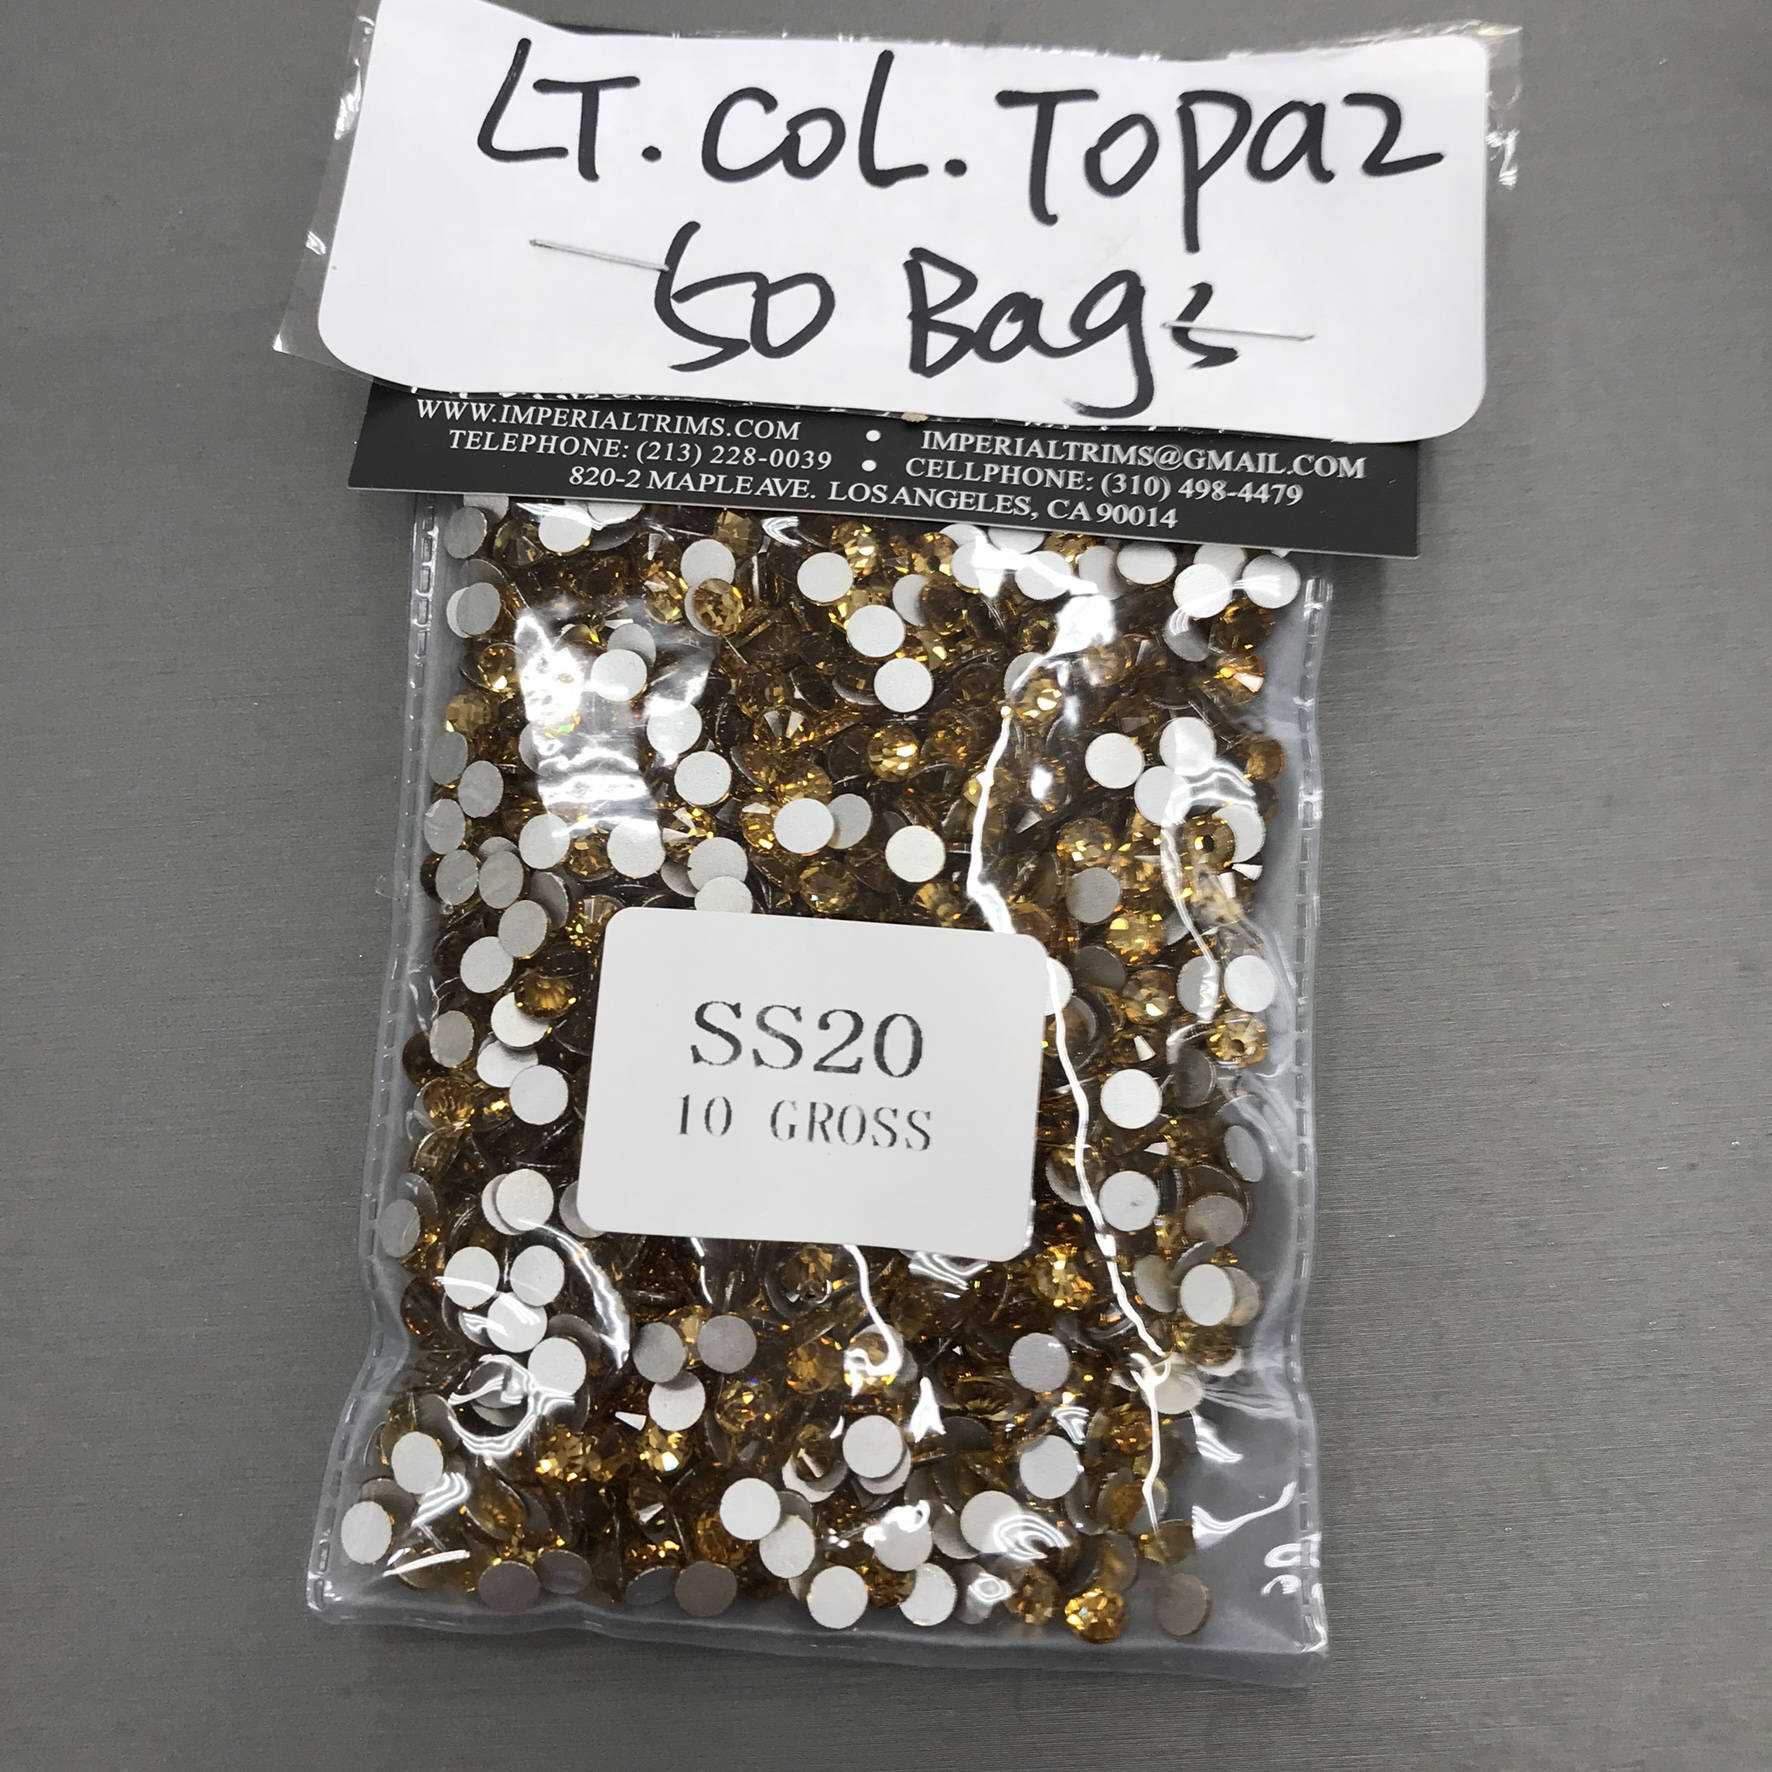 LT. COL. Topaz
50 Bags
WWW.IMPERIALTRIMS.COM • IMPERIALTRIMS@GMAIL.COM
TELEPHONE: (213) 228-0039 • CELLPHONE: (310) 498-4479
820-2 MAPLE AVE. LOS ANGELES, CA 90014
SS20
10 GROSS